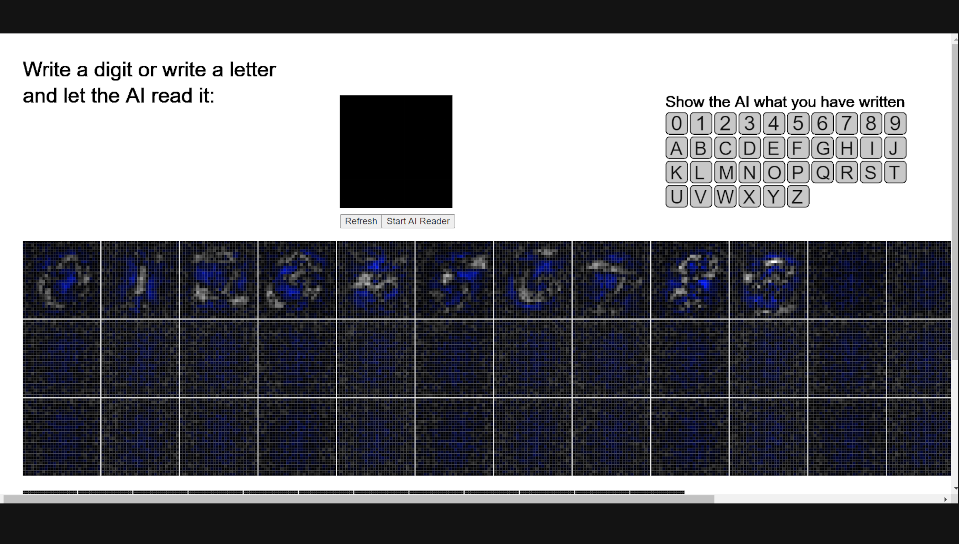 Write a digit or write a letter
and let the AI read it:
Show the AI what you have written
0 1 2 3 4 5 6 7 8 9
A B C D E F G H I J
K L M N O P Q R S T
U V W X Y Z
Refresh Start AI Reader